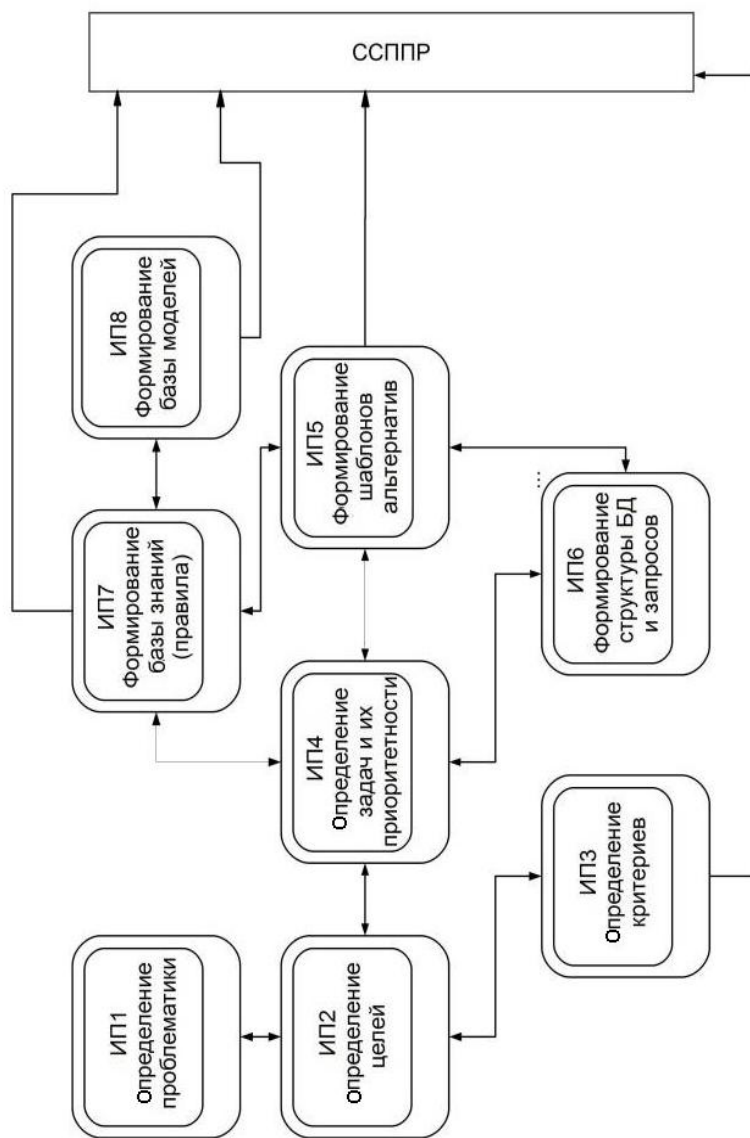 ССППР
ИП8
Формирование
базы моделей
ИП7
Формирование
базы знаний
(правила)
ИП5
Формирование
шаблонов
альтернатив
...
ИП6
Формирование
структуры БД
и запросов
ИП4
Определение
задач и их
приоритетности
ИП1
Определение
проблематики
ИП2
Определение
целей
ИП3
Определение
критериев